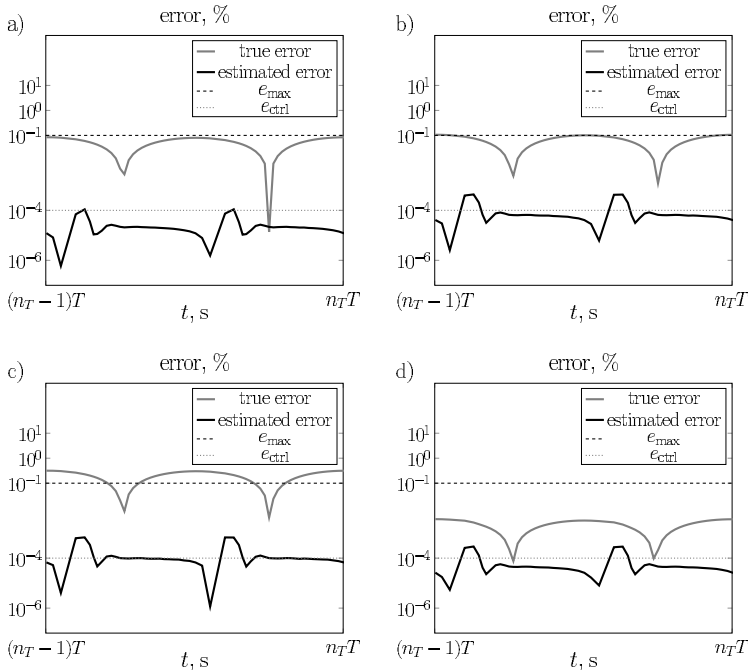 a)
error, %
true error
estimated error
e_max
e_ctrl
10^1
10^0
10^−1
10^−4
10^−6
(n_T − 1)T
n_T T
t, s
b)
error, %
true error
estimated error
e_max
e_ctrl
10^1
10^0
10^−1
10^−4
10^−6
(n_T − 1)T
n_T T
t, s
c)
error, %
true error
estimated error
e_max
e_ctrl
10^1
10^0
10^−1
10^−4
10^−6
(n_T − 1)T
n_T T
t, s
d)
error, %
true error
estimated error
e_max
e_ctrl
10^1
10^0
10^−1
10^−4
10^−6
(n_T − 1)T
n_T T
t, s